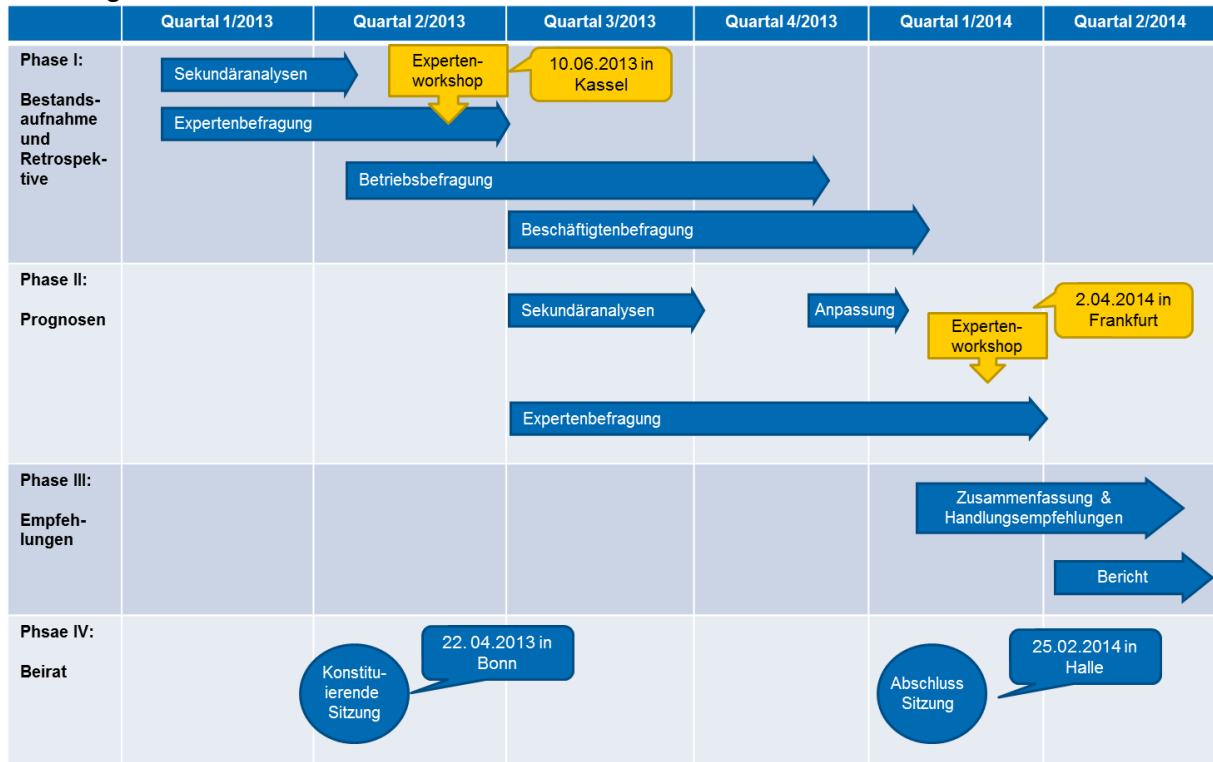 Quartal 1/2013
Quartal 2/2013
Quartal 3/2013
Quartal 4/2013
Quartal 1/2014
Quartal 2/2014
Phase I:
Bestands-
aufnahme
und
Retrospek-
tive
Sekundäranalysen
Experten-
workshop
10.06.2013 in
Kassel
Expertenbefragung
Betriebsbefragung
Beschäftigtenbefragung
Phase II:
Prognosen
Sekundäranalysen
Anpassung
Experten-
workshop
2.04.2014 in
Frankfurt
Expertenbefragung
Phase III:
Empfeh-
lungen
Zusammenfassung &
Handlungsempfehlungen
Bericht
Phsae IV:
Beirat
Konstitu-
ierende
Sitzung
22. 04.2013 in
Bonn
Abschluss
Sitzung
25.02.2014 in
Halle